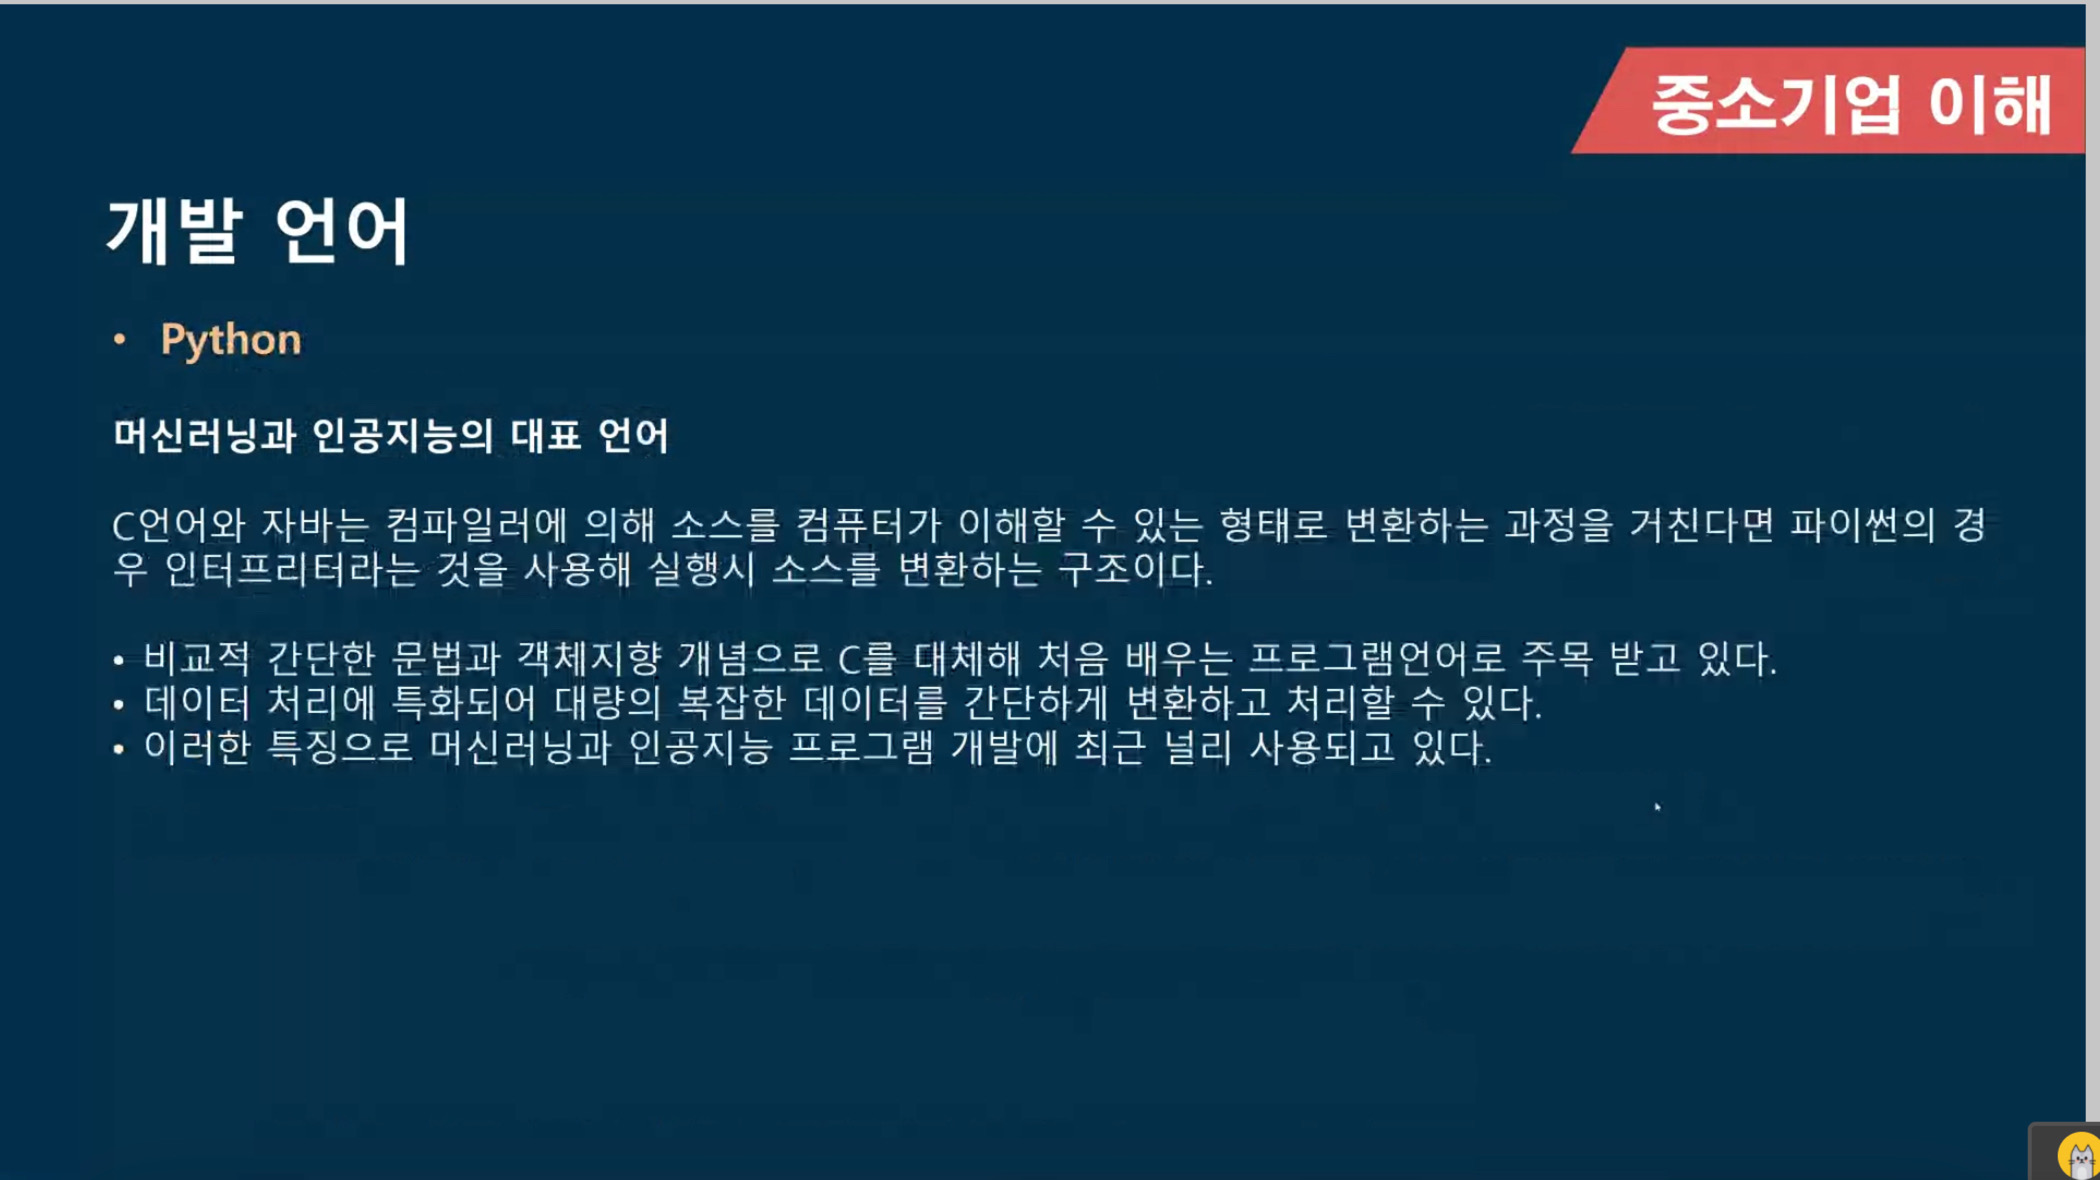 중소기업 이해
개발 언어
• Python
머신러닝과 인공지능의 대표 언어
C언어와 자바는 컴파일러에 의해 소스를 컴퓨터가 이해할 수 있는 형태로 변환하는 과정을 거친다면 파이썬의 경
우 인터프리터라는 것을 사용해 실행시 소스를 변환하는 구조이다.
• 비교적 간단한 문법과 객체지향 개념으로 C를 대체해 처음 배우는 프로그램언어로 주목 받고 있다.
• 데이터 처리에 특화되어 대량의 복잡한 데이터를 간단하게 변환하고 처리할 수 있다.
• 이러한 특징으로 머신러닝과 인공지능 프로그램 개발에 최근 널리 사용되고 있다.